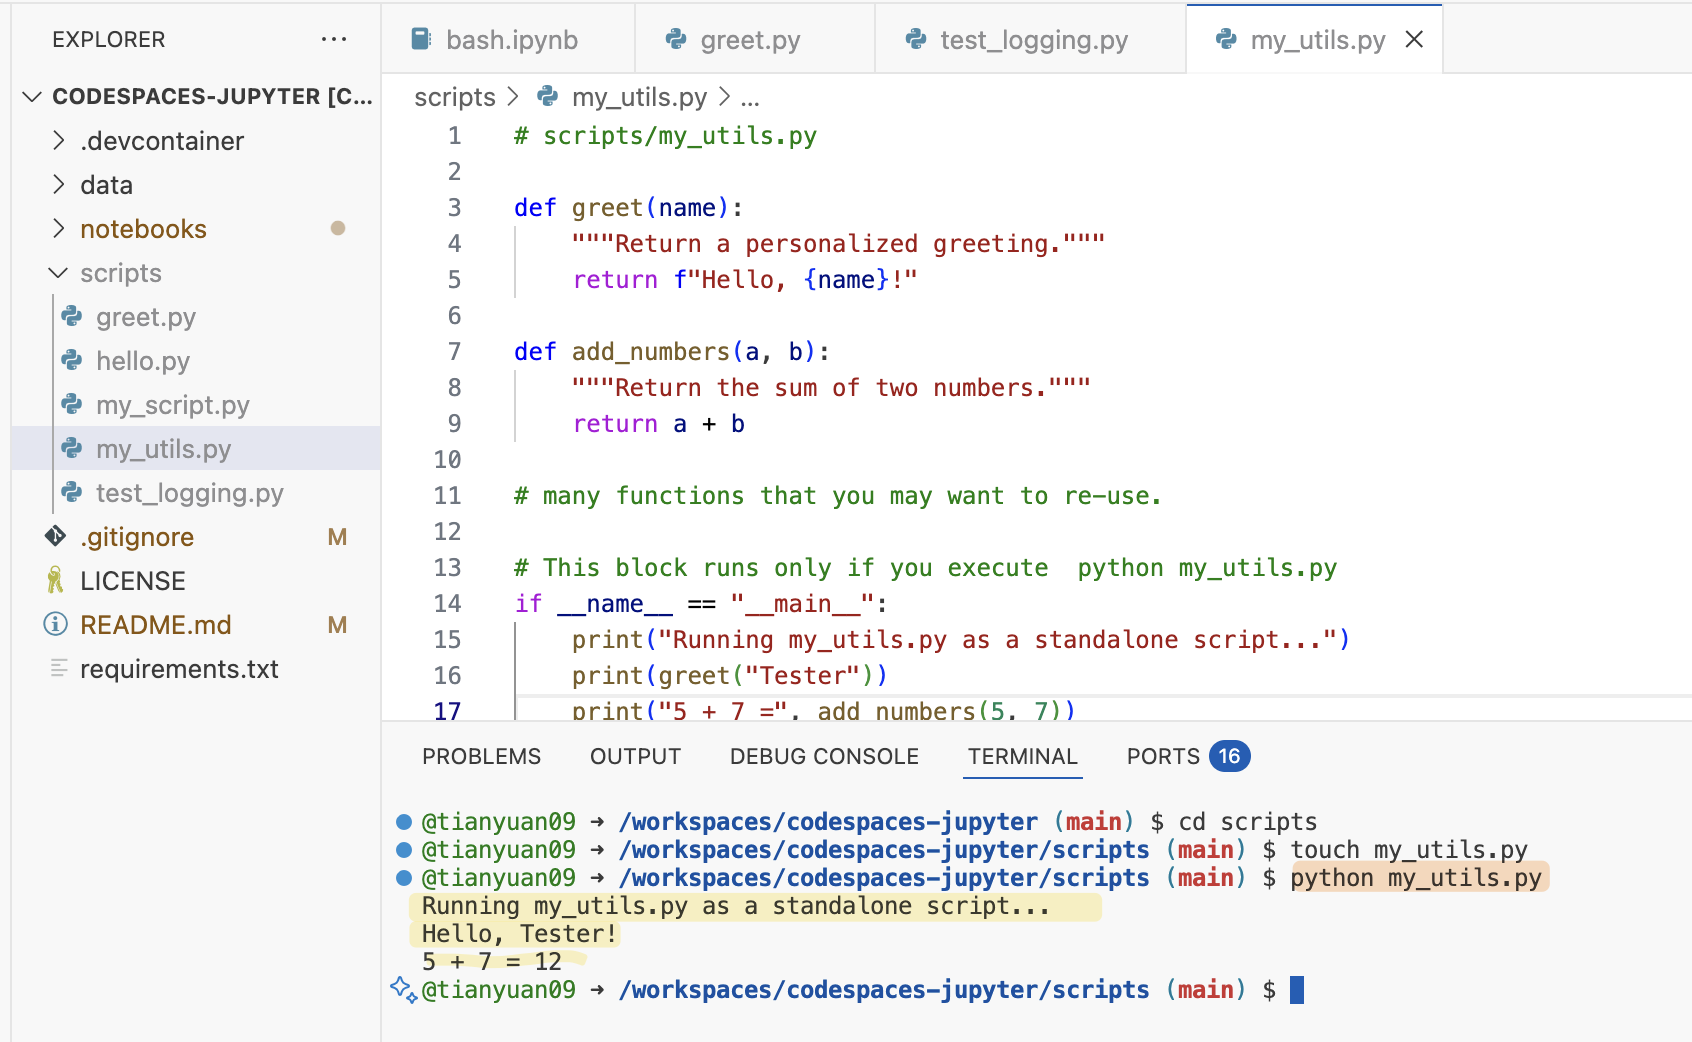 EXPLORER
CODESPACES-JUPYTER [C...
.devcontainer
data
notebooks
scripts
greet.py
hello.py
my_script.py
my_utils.py
test_logging.py
.gitignore M
LICENSE
README.md M
requirements.txt
bash.ipynb greet.py test_logging.py my_utils.py
scripts > my_utils.py > ...
1 # scripts/my_utils.py
2
3 def greet(name):
4     """Return a personalized greeting."""
5     return f"Hello, {name}!"
6
7 def add_numbers(a, b):
8     """Return the sum of two numbers."""
9     return a + b
10
11 # many functions that you may want to re-use.
12
13 # This block runs only if you execute  python my_utils.py
14 if __name__ == "__main__":
15     print("Running my_utils.py as a standalone script...")
16     print(greet("Tester"))
17     print("5 + 7 =", add_numbers(5, 7))
PROBLEMS OUTPUT DEBUG CONSOLE TERMINAL PORTS 16
@tianyuan09 → /workspaces/codespaces-jupyter (main) $ cd scripts
@tianyuan09 → /workspaces/codespaces-jupyter/scripts (main) $ touch my_utils.py
@tianyuan09 → /workspaces/codespaces-jupyter/scripts (main) $ python my_utils.py
Running my_utils.py as a standalone script...
Hello, Tester!
5 + 7 = 12
@tianyuan09 → /workspaces/codespaces-jupyter/scripts (main) $